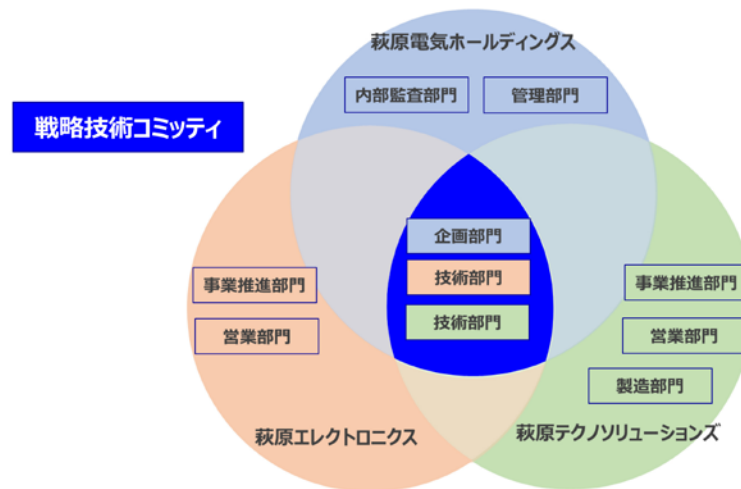 萩原電気ホールディングス
内部監査部門
管理部門
戦略技術コミッティ
企画部門
技術部門
技術部門
事業推進部門
営業部門
萩原エレクトロニクス
事業推進部門
営業部門
製造部門
萩原テクノソリューションズ